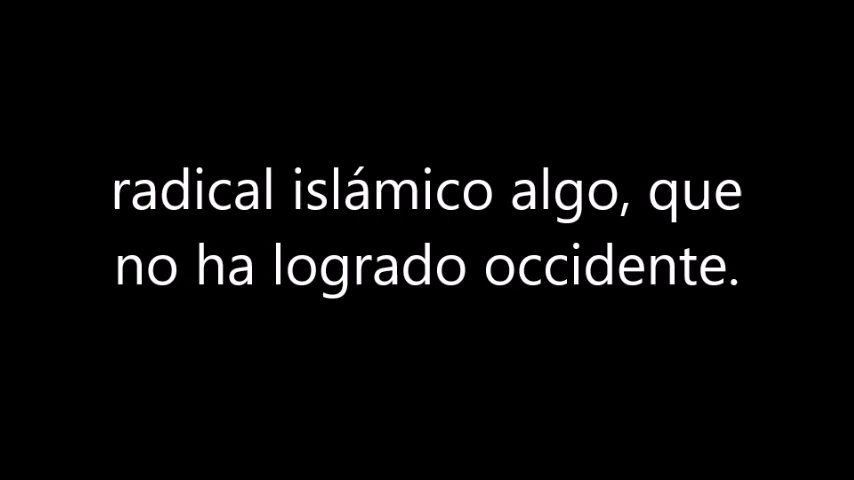 radical islámico algo, que
no ha logrado occidente.